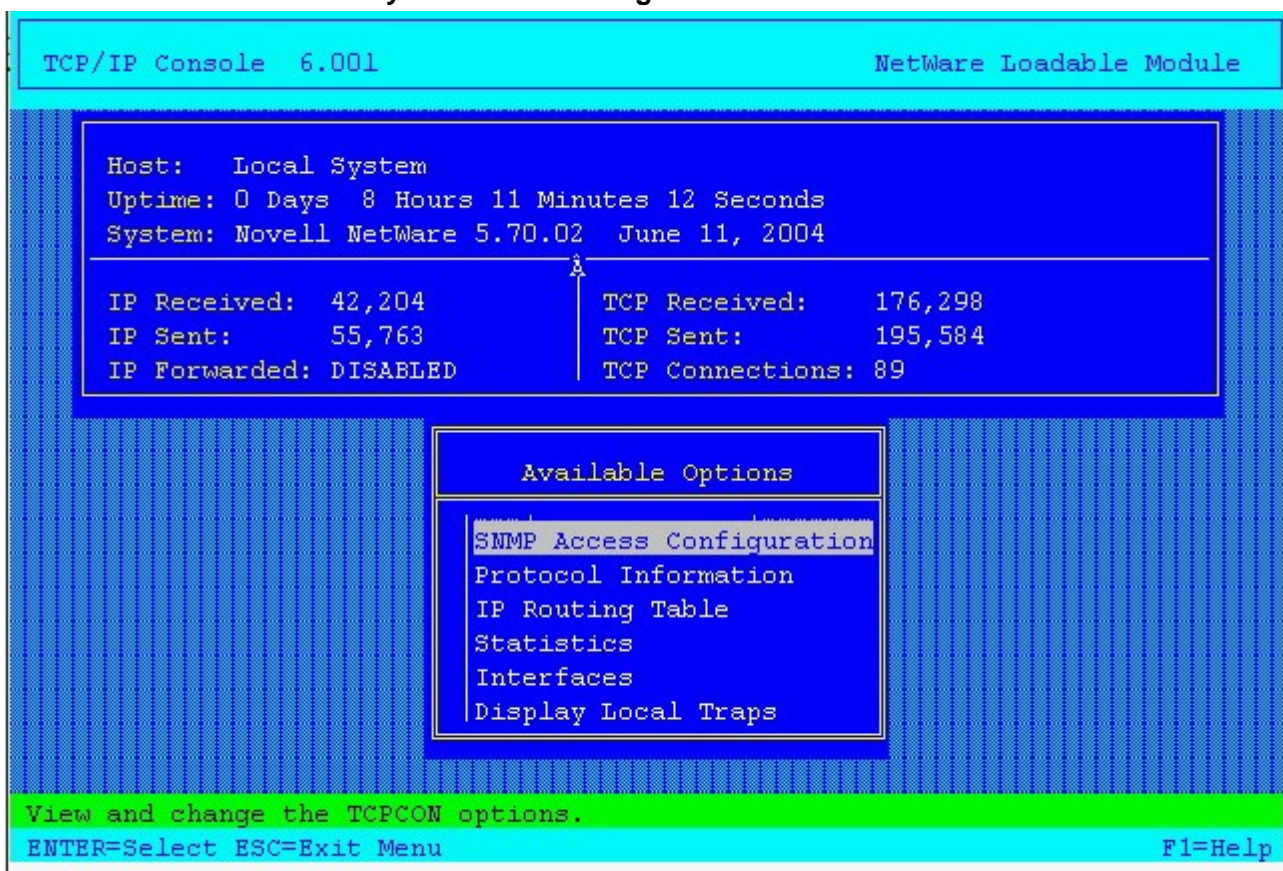 TCP/IP Console 6.00l NetWare Loadable Module
Host: Local System
Uptime: 0 Days 8 Hours 11 Minutes 12 Seconds
System: Novell NetWare 5.70.02 June 11, 2004
IP Received: 42,204 TCP Received: 176,298
IP Sent: 55,763 TCP Sent: 195,584
IP Forwarded: DISABLED TCP Connections: 89
Available Options
SNMP Access Configuration
Protocol Information
IP Routing Table
Statistics
Interfaces
Display Local Traps
View and change the TCPCON options.
ENTER=Select ESC=Exit Menu F1=Help